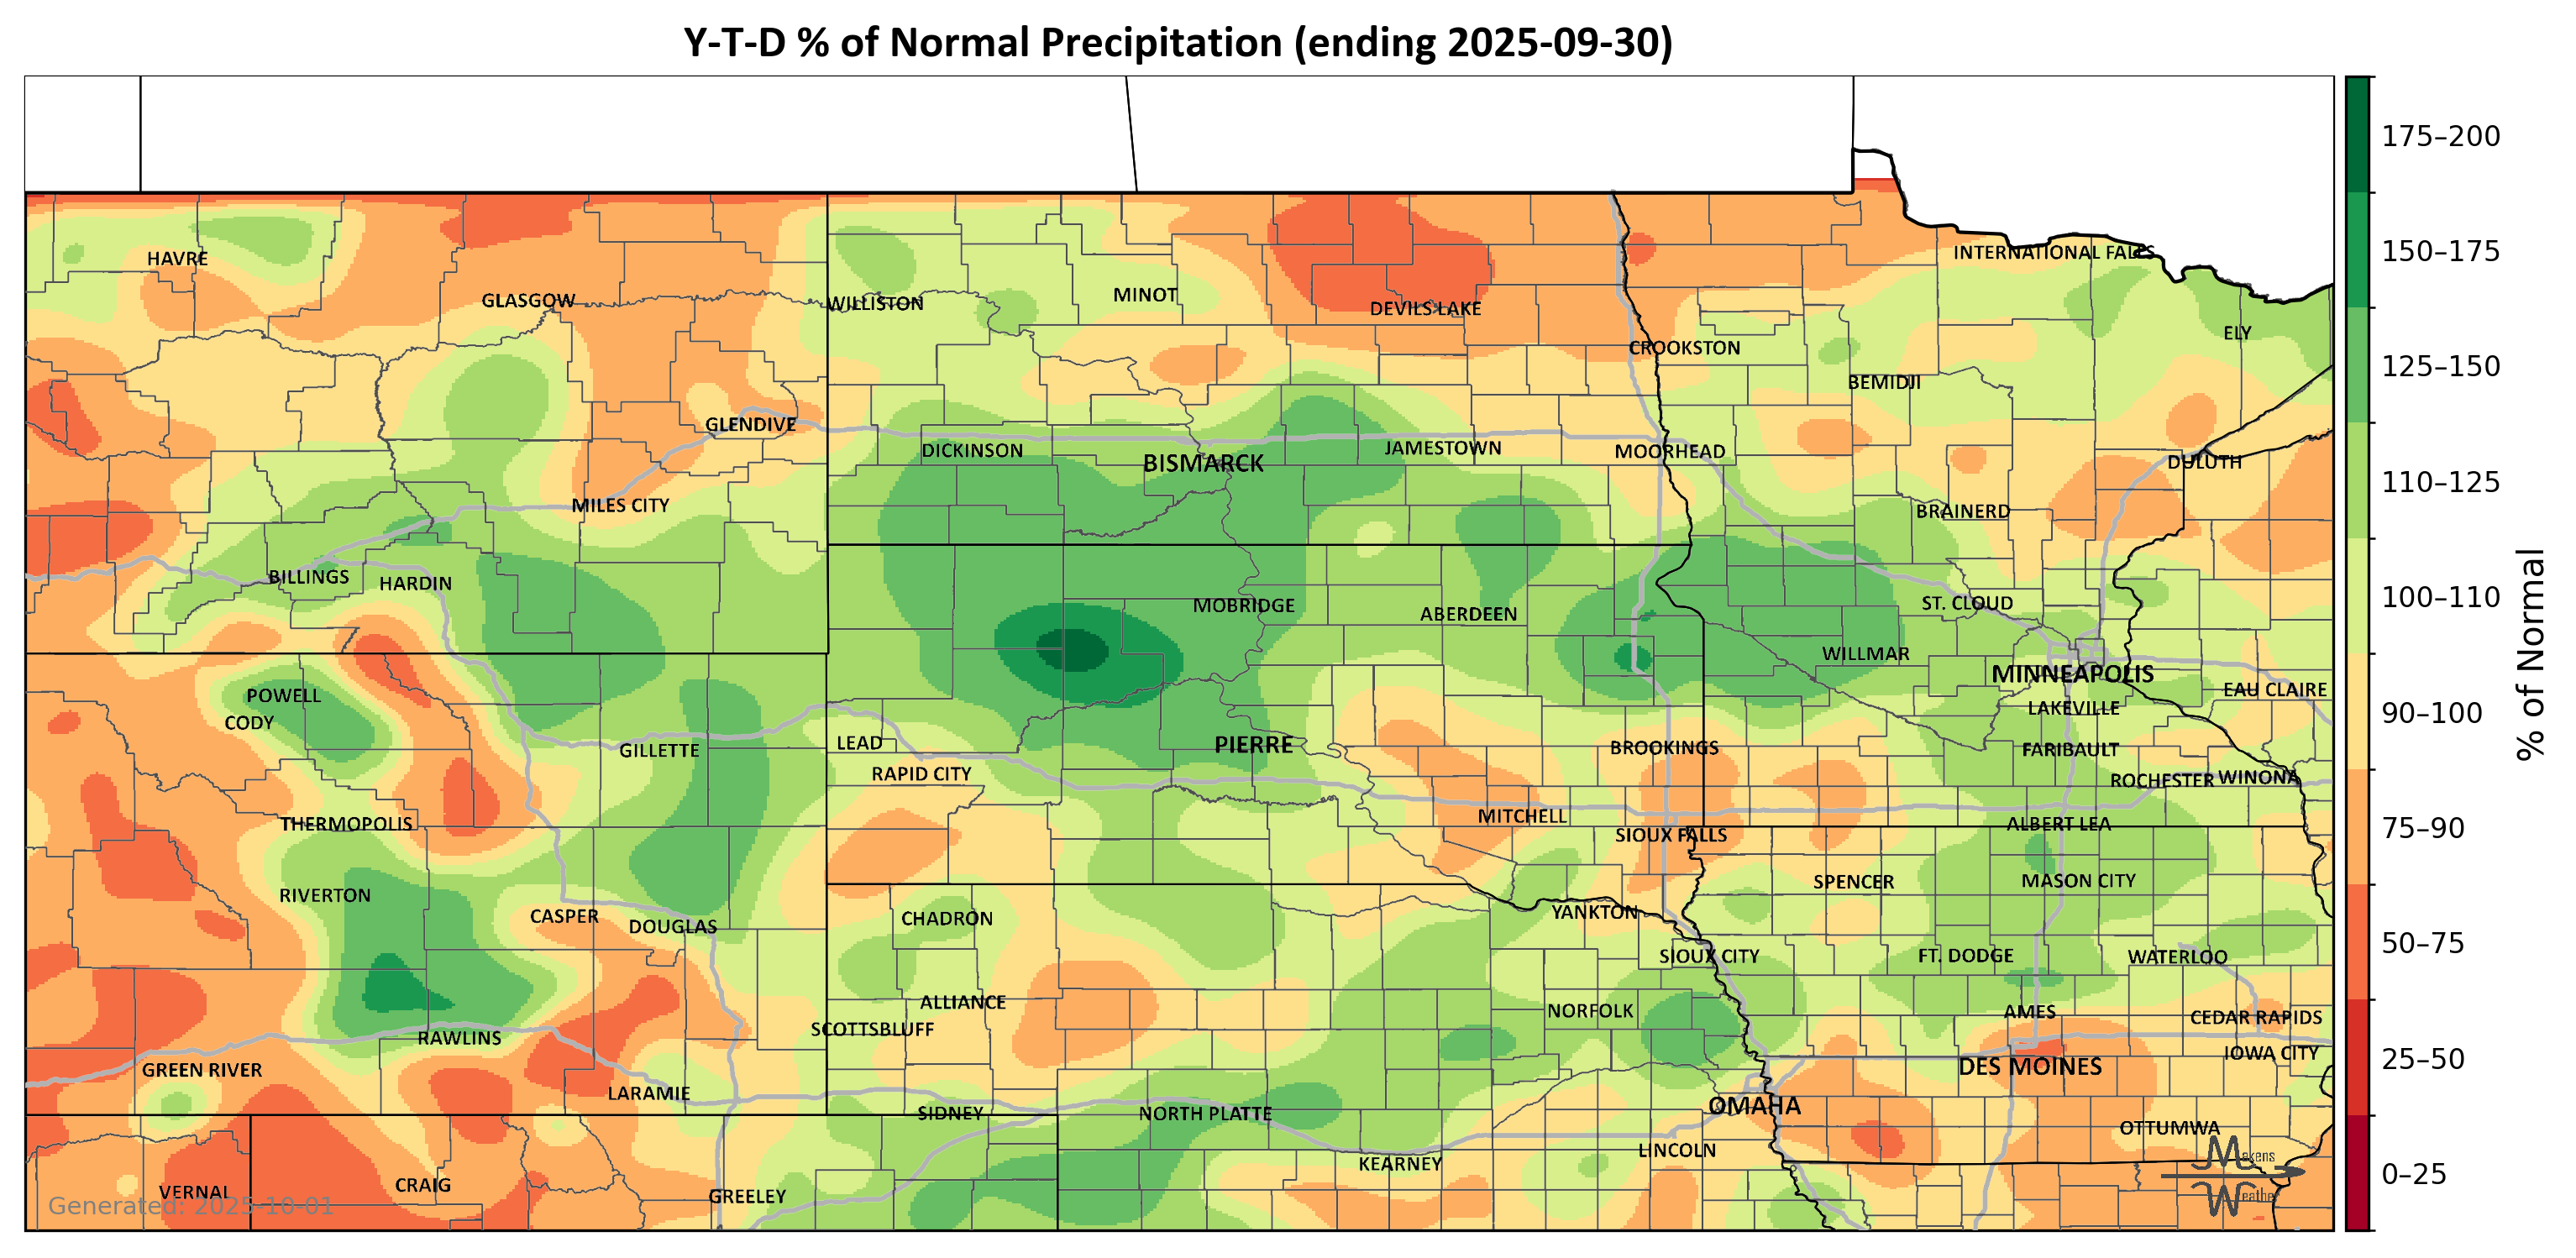 Y-T-D % of Normal Precipitation (ending 2025-09-30)
175–200
150–175
125–150
110–125
100–110
90–100
75–90
50–75
25–50
0–25
% of Normal
INTERNATIONAL FALLS
HAVRE
GLASGOW
WILLISTON
MINOT
DEVILS LAKE
ELY
CROOKSTON
BEMIDJI
GLENDIVE
DICKINSON
BISMARCK
JAMESTOWN
MOORHEAD
DULUTH
MILES CITY
BRAINERD
BILLINGS
HARDIN
MOBRIDGE
ABERDEEN
ST. CLOUD
WILLMAR
MINNEAPOLIS
POWELL
EAU CLAIRE
CODY
LAKEVILLE
GILLETTE
LEAD
PIERRE
BROOKINGS
FARIBAULT
RAPID CITY
ROCHESTER
WINONA
THERMOPOLIS
MITCHELL
SIOUX FALLS
ALBERT LEA
RIVERTON
SPENCER
MASON CITY
CASPER
DOUGLAS
CHADRON
YANKTON
SIOUX CITY
FT. DODGE
WATERLOO
ALLIANCE
NORFOLK
AMES
CEDAR RAPIDS
SCOTTSBLUFF
RAWLINS
GREEN RIVER
DES MOINES
IOWA CITY
LARAMIE
SIDNEY
NORTH PLATTE
OMAHA
OTTUMWA
LINCOLN
KEARNEY
VERNAL
CRAIG
GREELEY
Generated: 2025-10-01
Makens
Weather